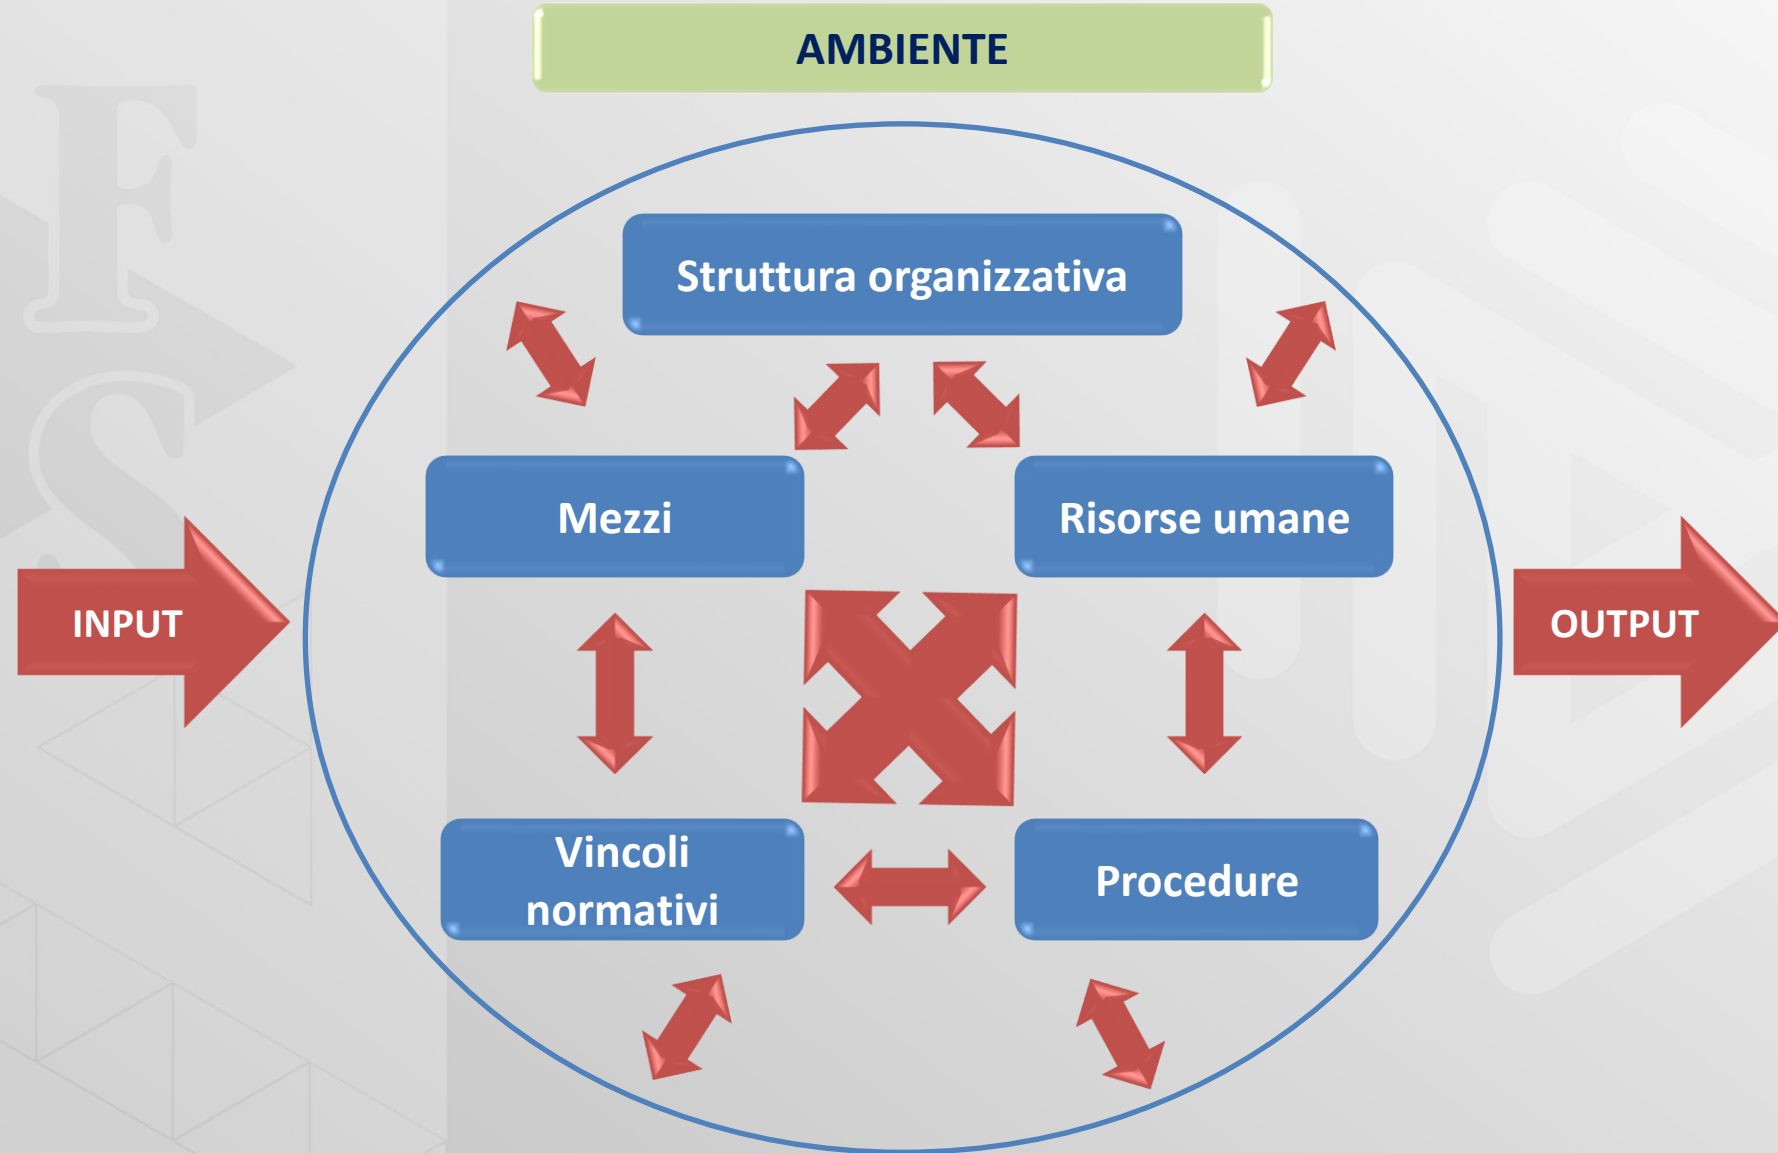 AMBIENTE
Struttura organizzativa
Mezzi
Risorse umane
INPUT
OUTPUT
Vincoli
normativi
Procedure
F
S